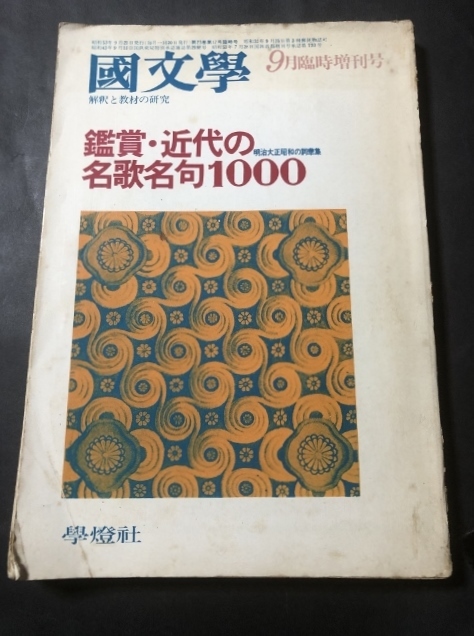 國文學
9月臨時増刊号
解釈と教材の研究
鑑賞・近代の
明治大正昭和の詞華集
名歌名句1000
學燈社